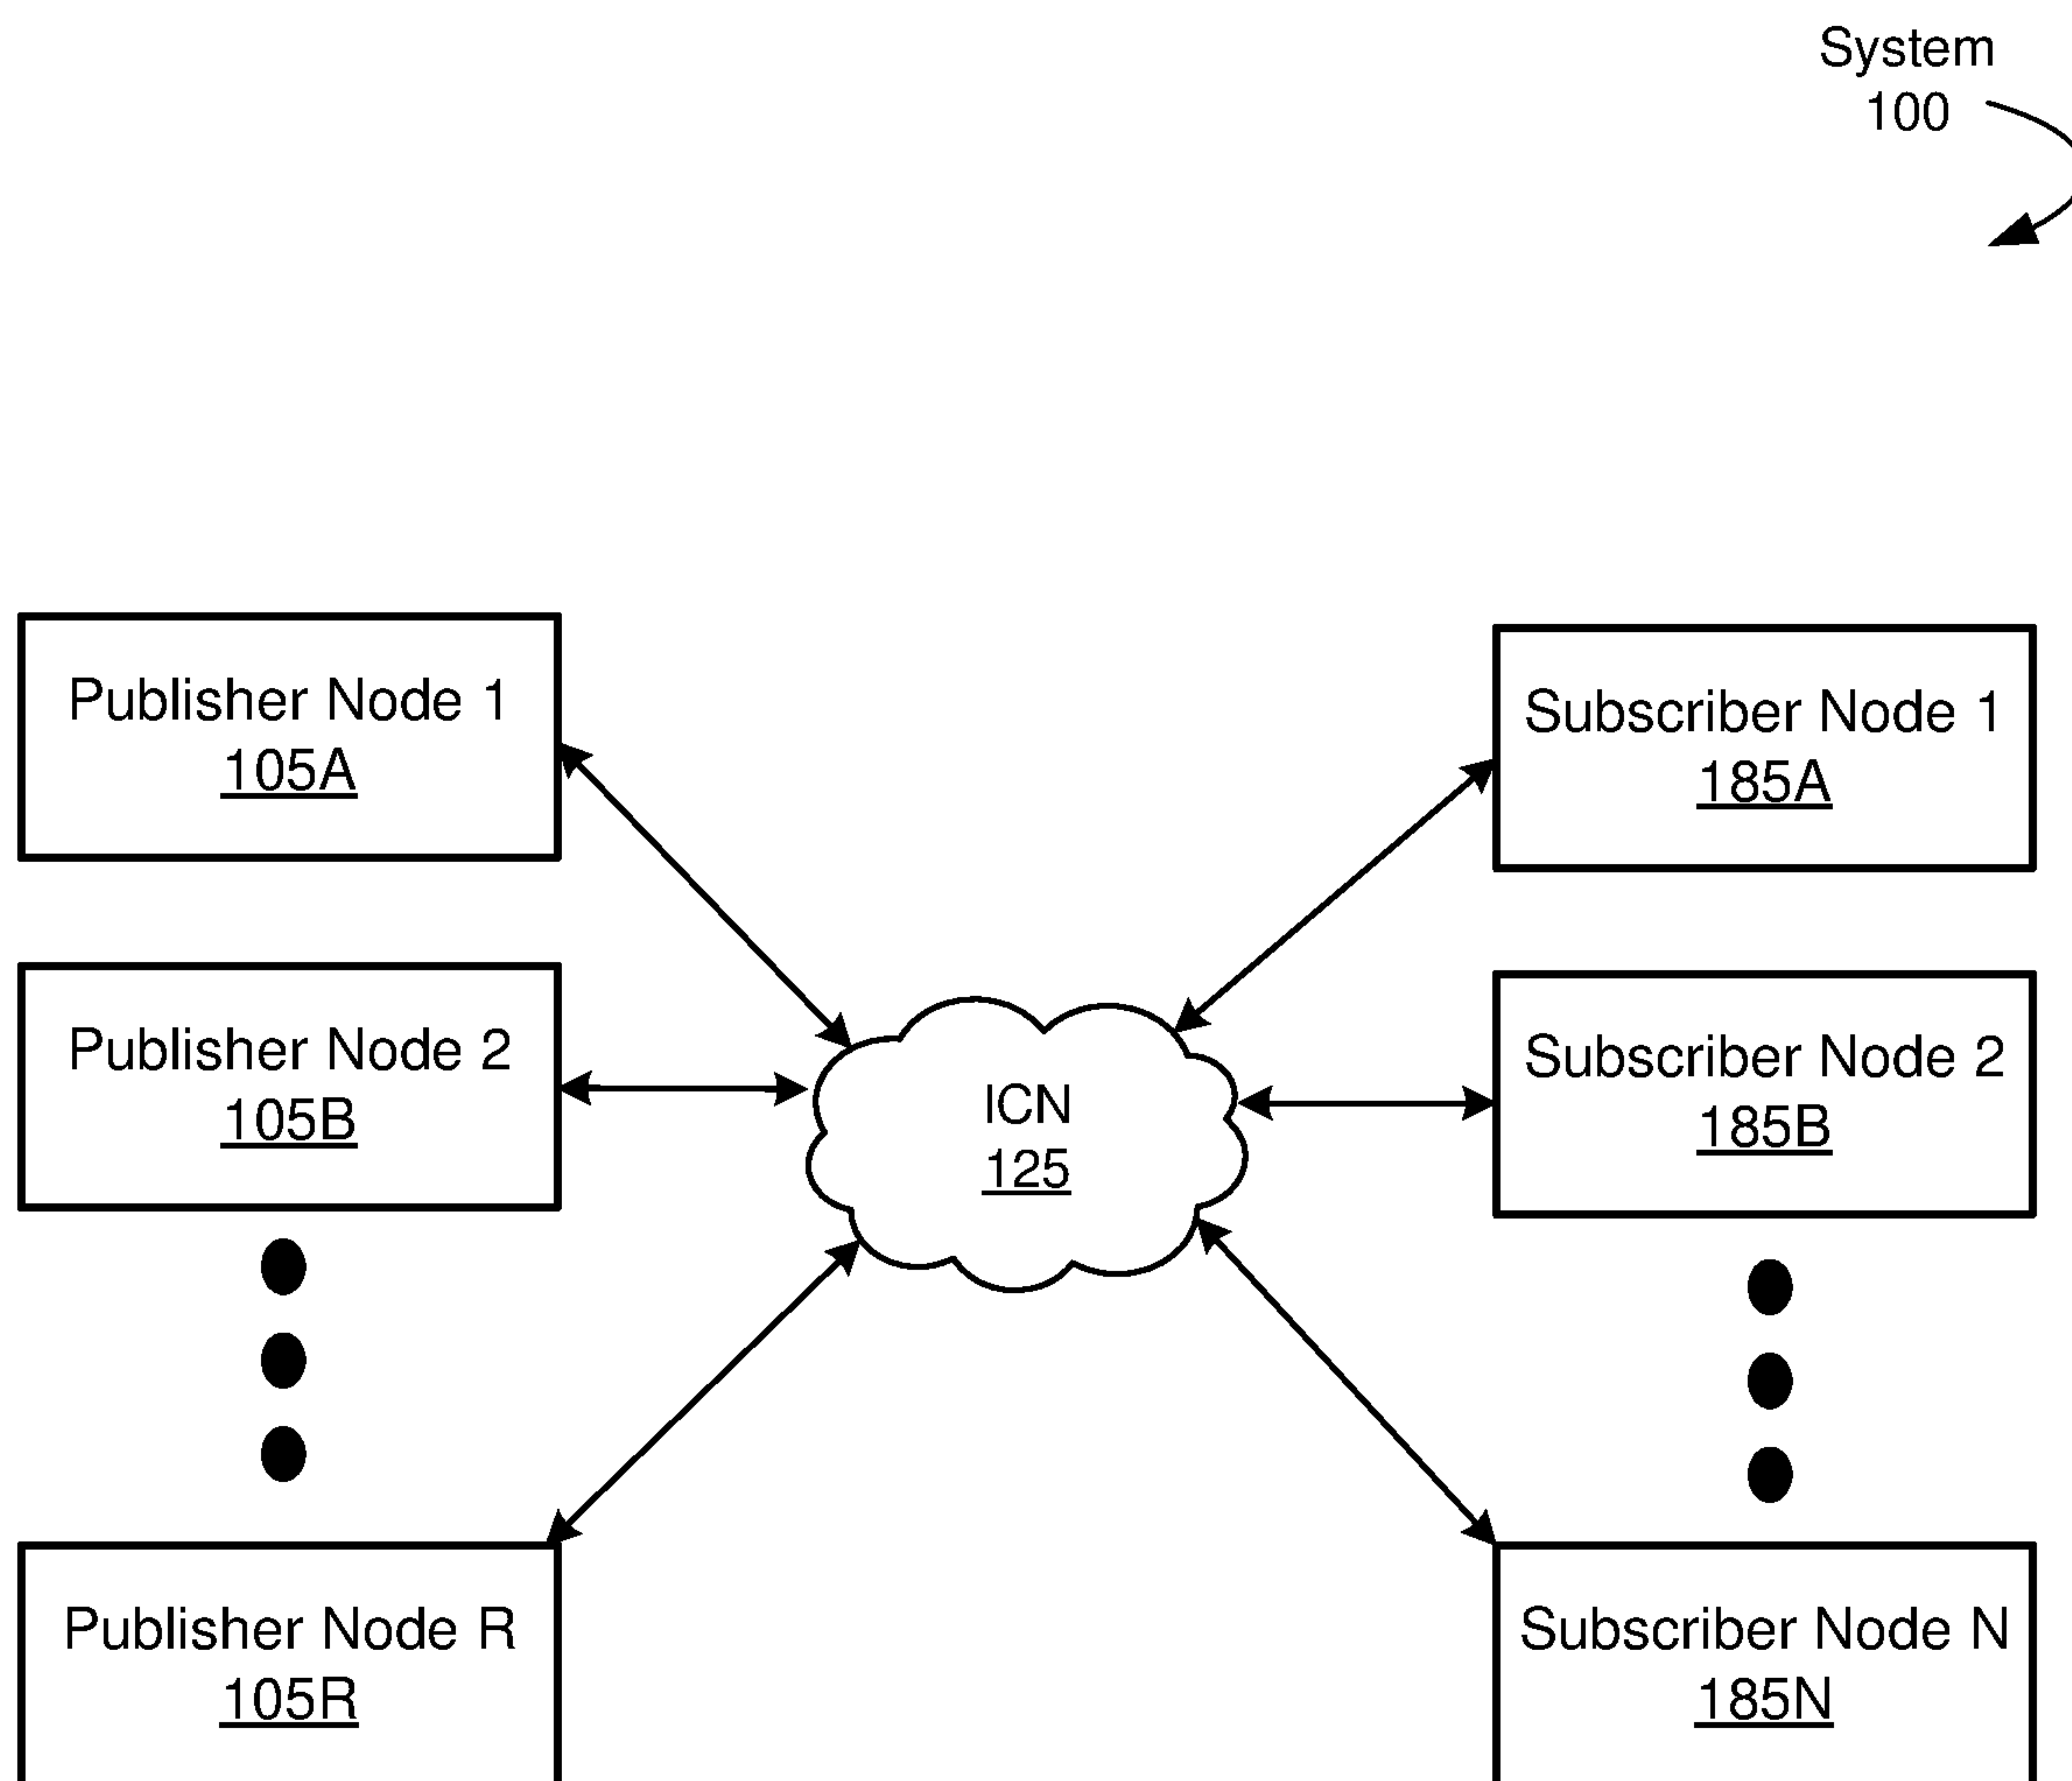 System
100
Publisher Node 1
105A
Subscriber Node 1
185A
Publisher Node 2
105B
ICN
125
Subscriber Node 2
185B
Publisher Node R
105R
Subscriber Node N
185N